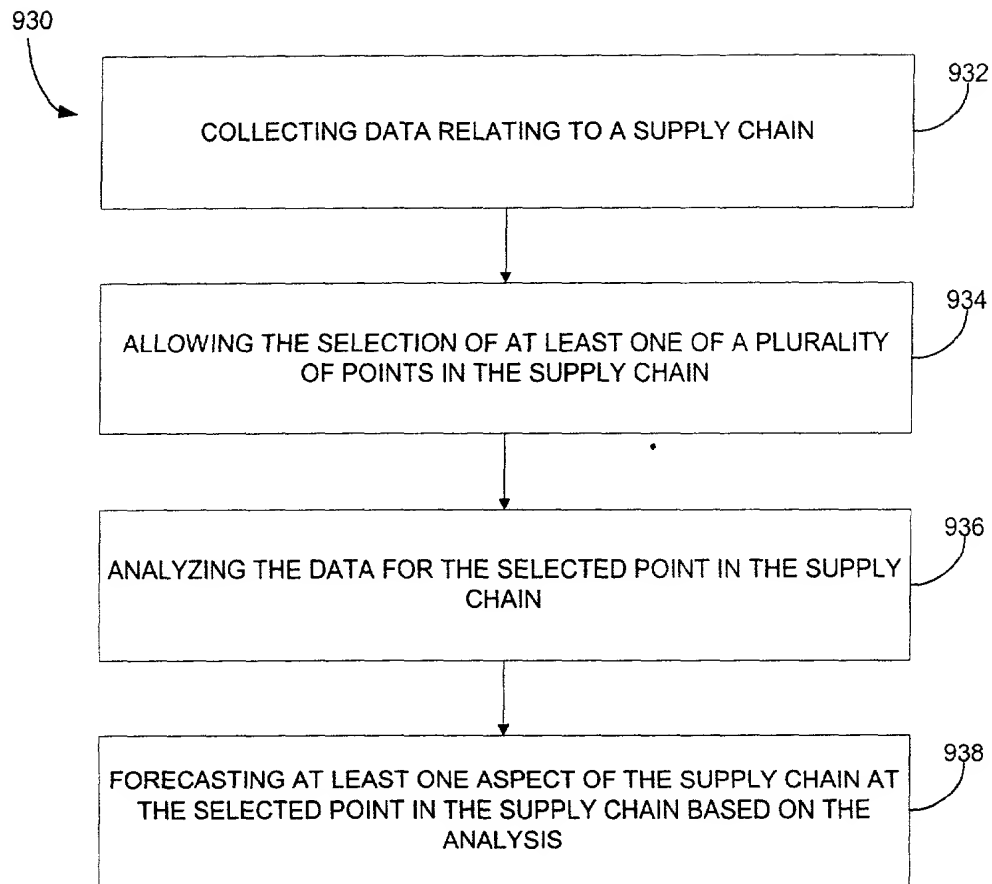 930
932
COLLECTING DATA RELATING TO A SUPPLY CHAIN
934
ALLOWING THE SELECTION OF AT LEAST ONE OF A PLURALITY
OF POINTS IN THE SUPPLY CHAIN
936
ANALYZING THE DATA FOR THE SELECTED POINT IN THE SUPPLY
CHAIN
938
FORECASTING AT LEAST ONE ASPECT OF THE SUPPLY CHAIN AT
THE SELECTED POINT IN THE SUPPLY CHAIN BASED ON THE
ANALYSIS